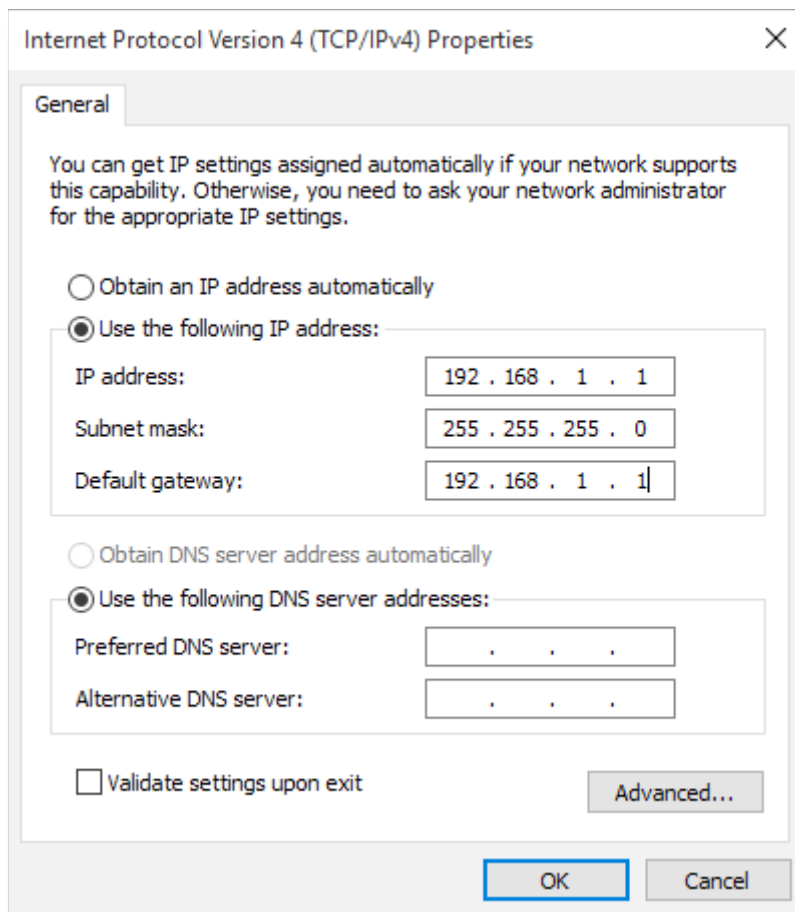 Internet Protocol Version 4 (TCP/IPv4) Properties
General
You can get IP settings assigned automatically if your network supports
this capability. Otherwise, you need to ask your network administrator
for the appropriate IP settings.
Obtain an IP address automatically
Use the following IP address:
IP address: 192 . 168 . 1 . 1
Subnet mask: 255 . 255 . 255 . 0
Default gateway: 192 . 168 . 1 . 1
Obtain DNS server address automatically
Use the following DNS server addresses:
Preferred DNS server: . . .
Alternative DNS server: . . .
Validate settings upon exit
Advanced...
OK Cancel